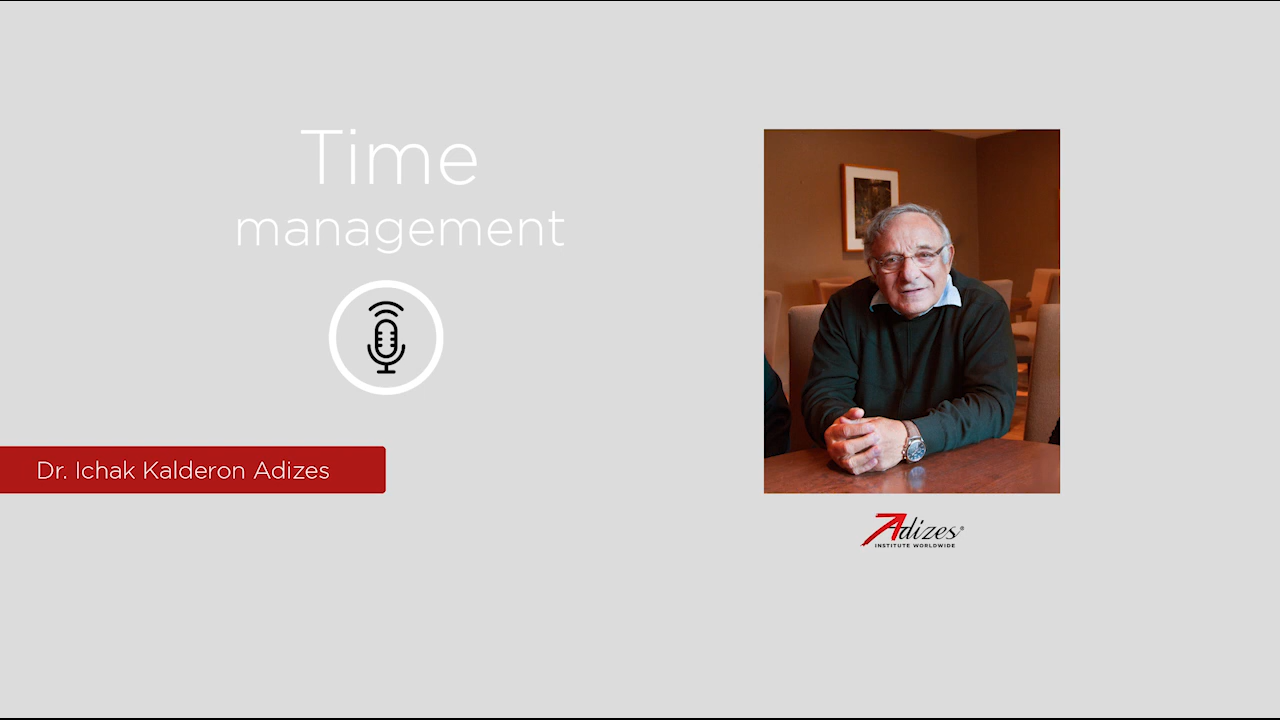 Time
management
Dr. Ichak Kalderon Adizes
Adizes®
INSTITUTE WORLDWIDE